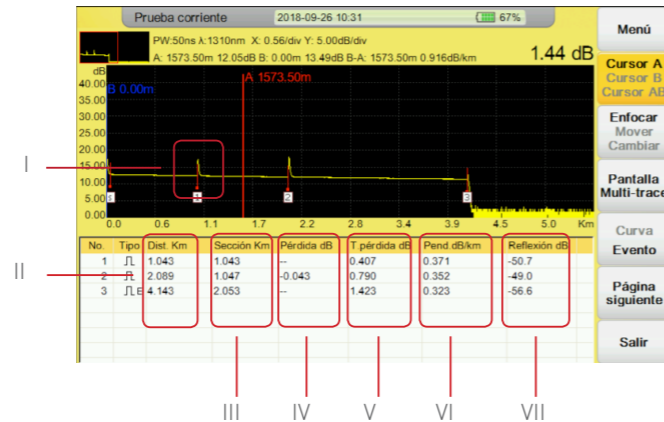 Prueba corriente 2018-09-26 10:31 67%
PW:50ns λ:1310nm X: 0.56/div Y: 5.00dB/div
A: 1573.50m 12.05dB B: 0.00m 13.49dB B-A: 1573.50m 0.916dB/km
1.44 dB
dB
40.00
35.00
30.00
25.00
20.00
15.00
10.00
5.00
0.00
B 0.00m
A 1573.50m
s
1
2
3
0.0 0.6 1.1 1.7 2.2 2.8 3.4 3.9 4.5 5.0 Km
No. Tipo Dist. Km Sección Km Pérdida dB T.pérdida dB Pend.dB/km Reflexión dB
1 1.043 1.043 -- 0.407 0.371 -50.7
2 2.089 1.047 -0.043 0.790 0.352 -49.0
3 E 4.143 2.053 -- 1.423 0.323 -56.6
Menú
Cursor A
Cursor B
Cursor AB
Enfocar
Mover
Cambiar
Pantalla
Multi-trace
Curva
Evento
Página
siguiente
Salir
I
II
III
IV
V
VI
VII